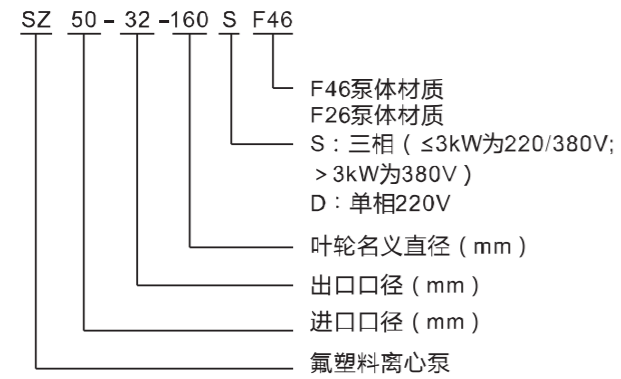 SZ 50-32-160 S F46
F46泵体材质
F26泵体材质
S：三相（≤3kW为220/380V;
>3kW为380V）
D：单相220V
叶轮名义直径（mm）
出口口径（mm）
进口口径（mm）
氟塑料离心泵